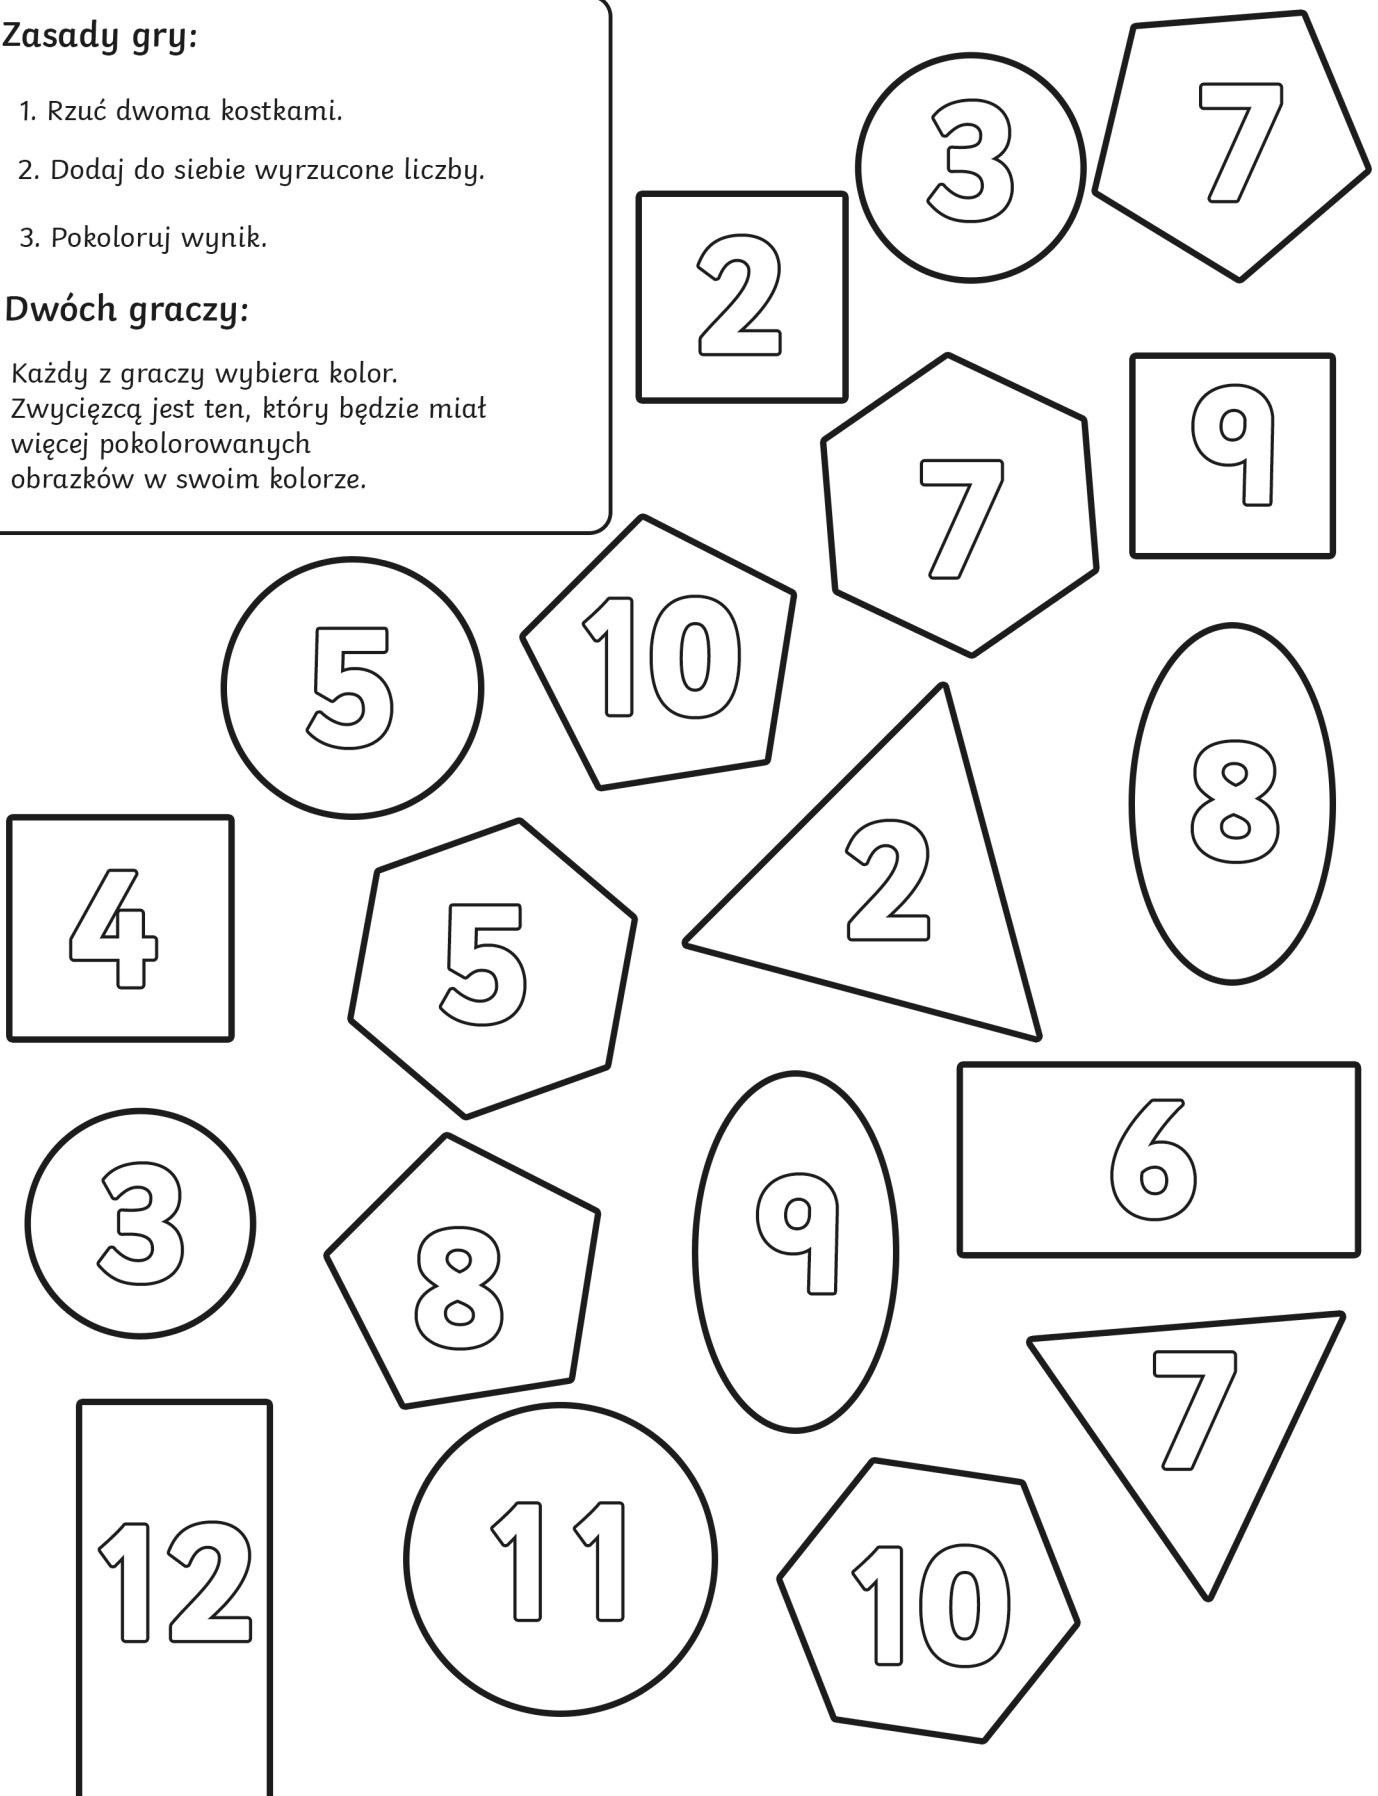 Zasady gry:
1. Rzuć dwoma kostkami.
2. Dodaj do siebie wyrzucone liczby.
3. Pokoloruj wynik.
Dwóch graczy:
Każdy z graczy wybiera kolor.
Zwycięzcą jest ten, który będzie miał
więcej pokolorowanych
obrazków w swoim kolorze.
3
7
2
9
7
5
10
8
2
4
5
6
3
9
8
7
12
11
10